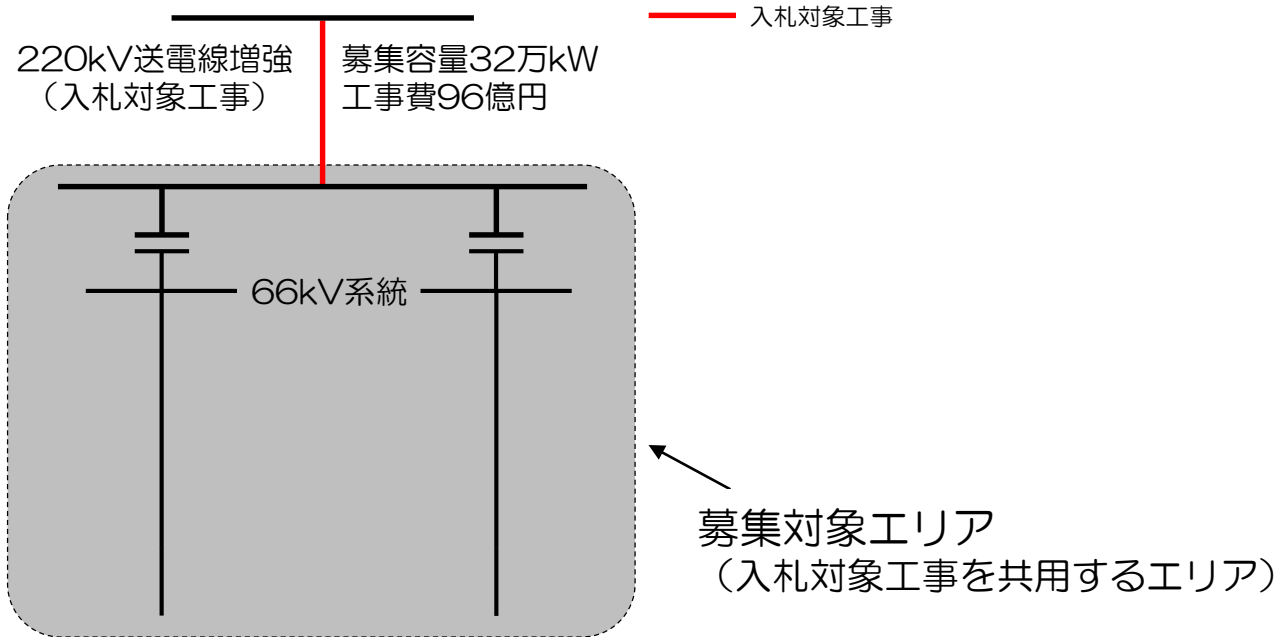 入札対象工事
220kV送電線増強
（入札対象工事）
募集容量32万kW
工事費96億円
66kV系統
募集対象エリア
（入札対象工事を共用するエリア）